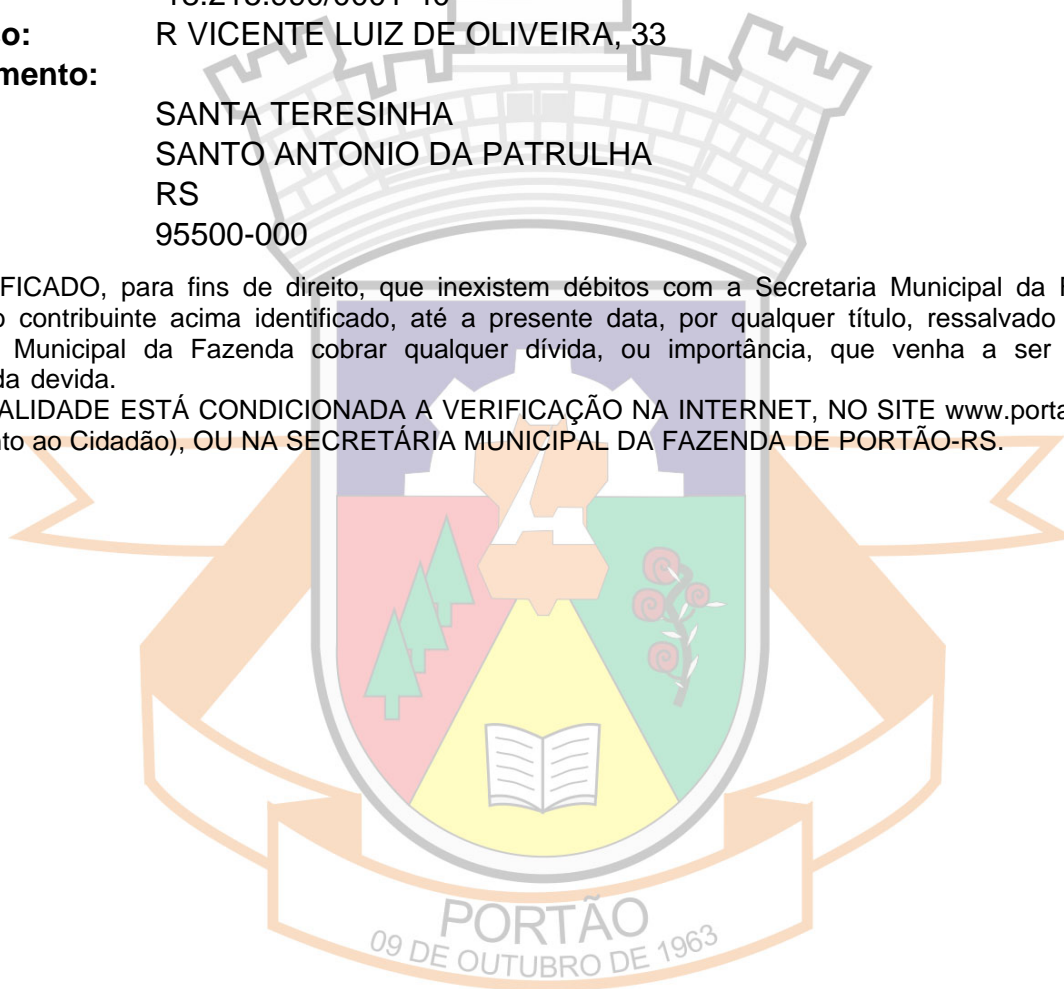 o: R VICENTE LUIZ DE OLIVEIRA, 33
mento:
SANTA TERESINHA
SANTO ANTONIO DA PATRULHA
RS
95500-000
FICADO, para fins de direito, que inexistem débitos com a Secretaria Municipal da
o contribuinte acima identificado, até a presente data, por qualquer título, ressalvado
Municipal da Fazenda cobrar qualquer dívida, ou importância, que venha a ser
da devida.
ALIDADE ESTÁ CONDICIONADA A VERIFICAÇÃO NA INTERNET, NO SITE www.porta
nto ao Cidadão), OU NA SECRETÁRIA MUNICIPAL DA FAZENDA DE PORTÃO-RS.
PORTÃO
09 DE OUTUBRO DE 1963